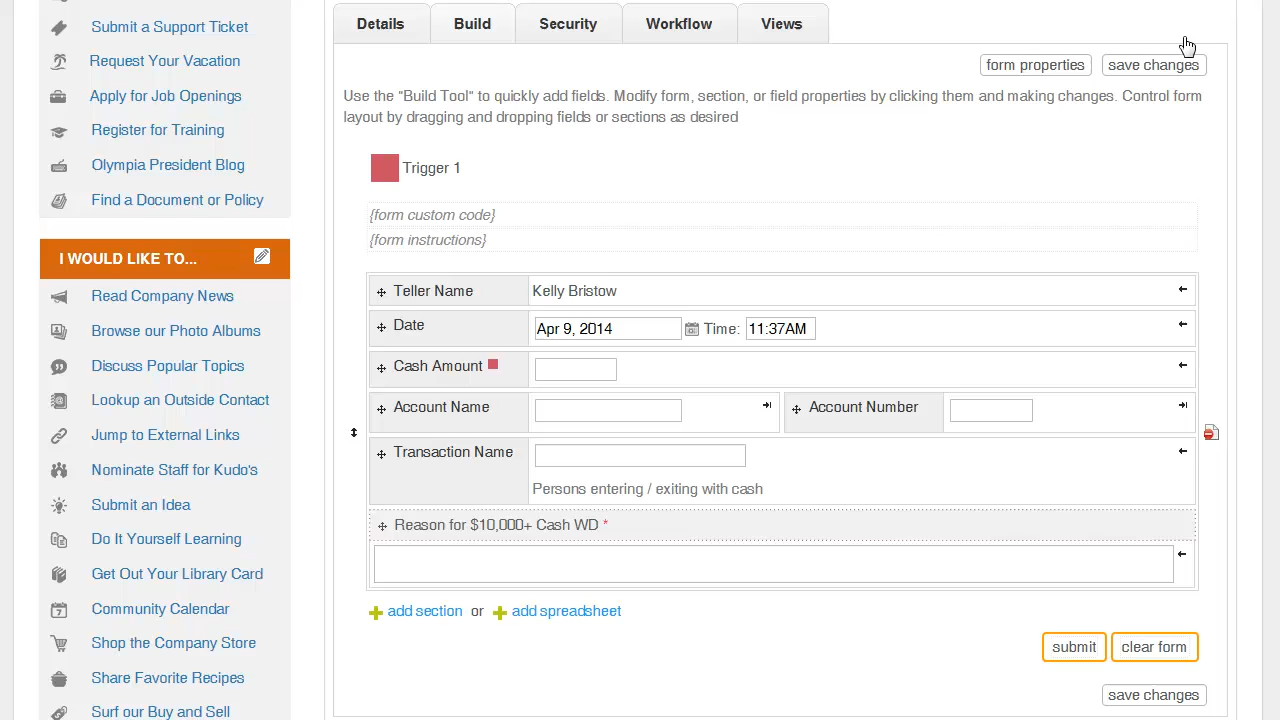 Submit a Support Ticket
Request Your Vacation
Apply for Job Openings
Register for Training
Olympia President Blog
Find a Document or Policy
I WOULD LIKE TO...
Read Company News
Browse our Photo Albums
Discuss Popular Topics
Lookup an Outside Contact
Jump to External Links
Nominate Staff for Kudo's
Submit an Idea
Do It Yourself Learning
Get Out Your Library Card
Community Calendar
Shop the Company Store
Share Favorite Recipes
Surf our Buy and Sell
Details Build Security Workflow Views
form properties save changes
Use the "Build Tool" to quickly add fields. Modify form, section, or field properties by clicking them and making changes. Control form
layout by dragging and dropping fields or sections as desired
Trigger 1
{form custom code}
{form instructions}
Teller Name Kelly Bristow
Date Apr 9, 2014 Time: 11:37AM
Cash Amount
Account Name Account Number
Transaction Name
Persons entering / exiting with cash
Reason for $10,000+ Cash WD *
add section or add spreadsheet
submit clear form
save changes